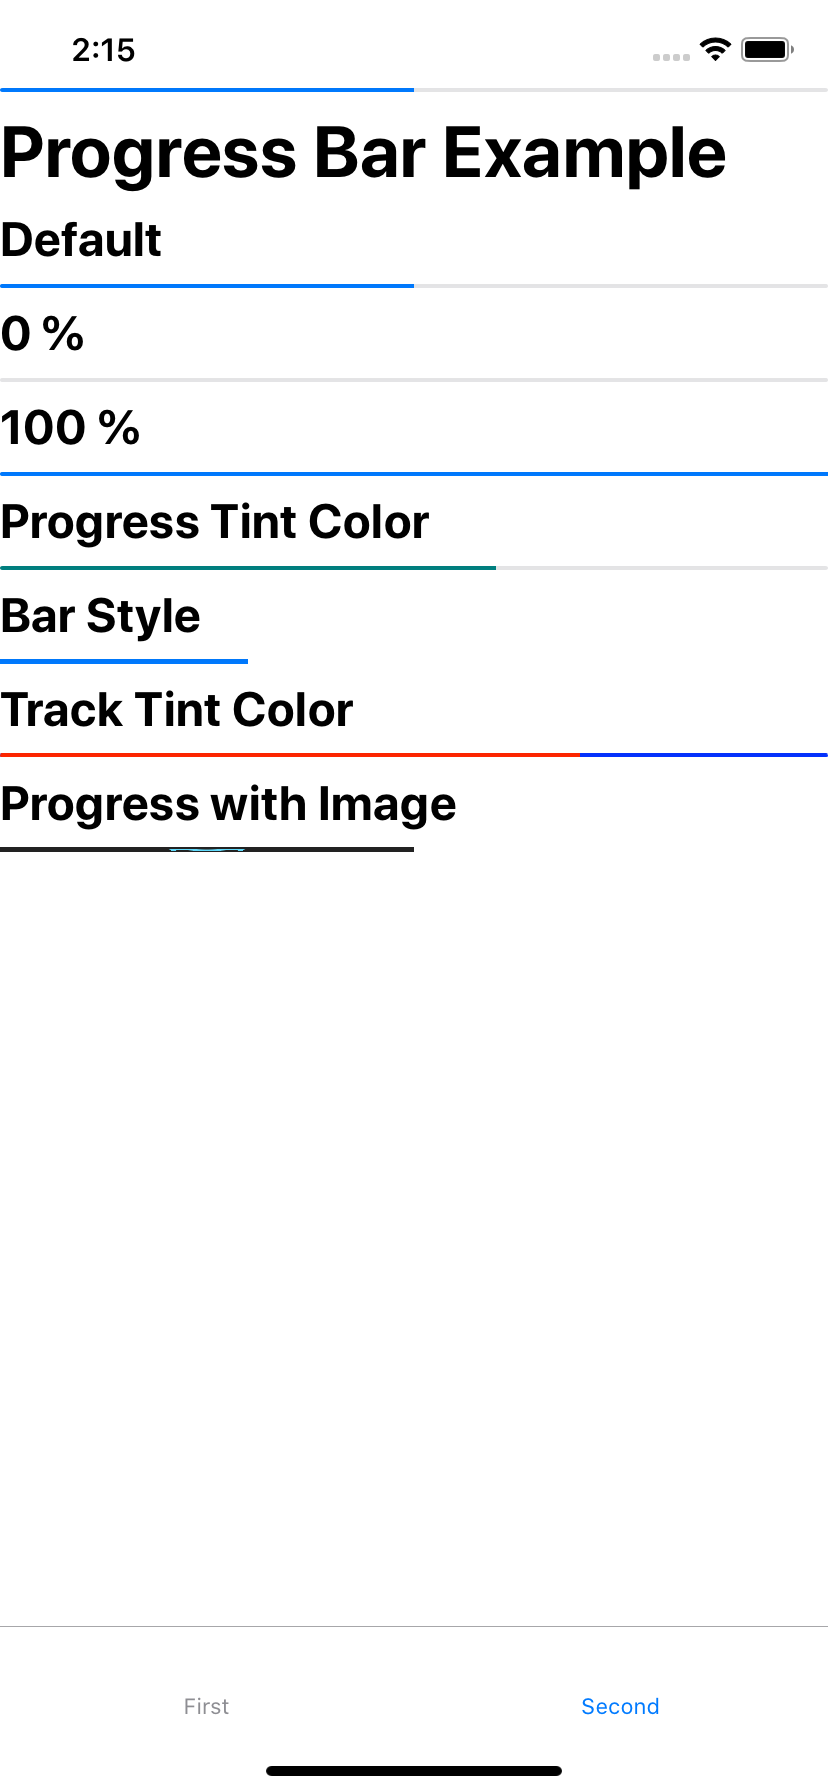 2:15
Progress Bar Example
Default
0 %
100 %
Progress Tint Color
Bar Style
Track Tint Color
Progress with Image
First
Second